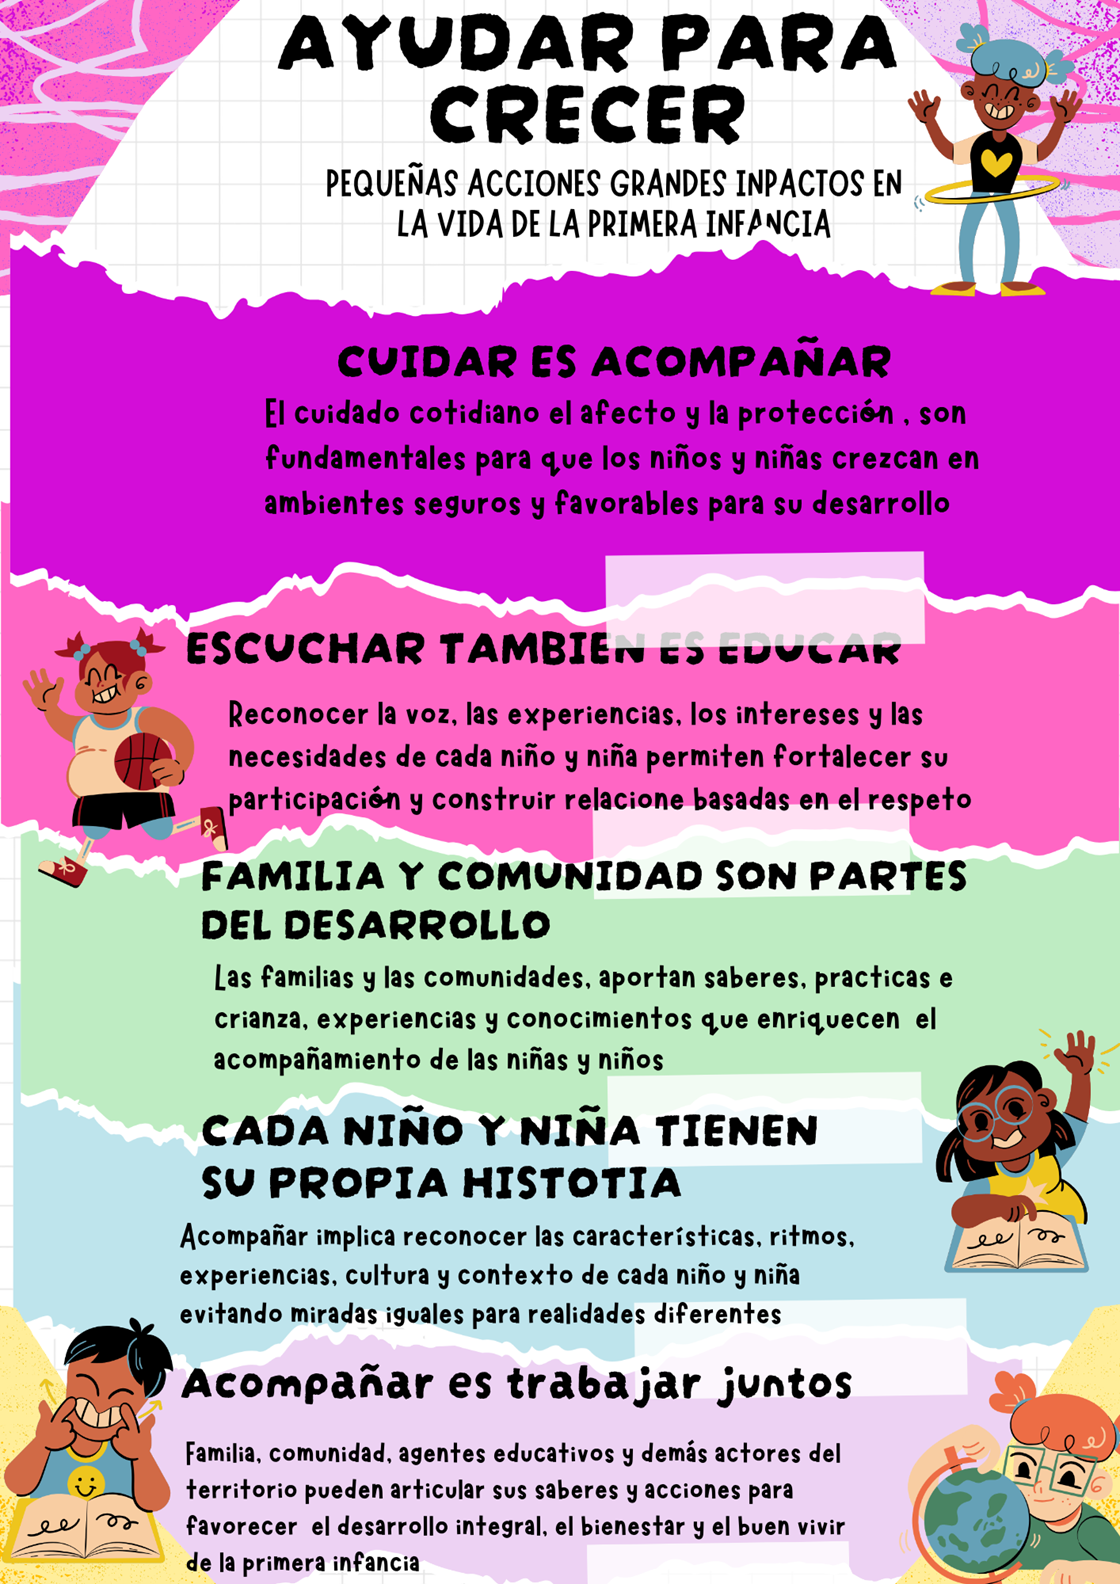 AYUDAR PARA
CRECER
PEQUEÑAS ACCIONES GRANDES INPACTOS EN
LA VIDA DE LA PRIMERA INFANCIA
CUIDAR ES ACOMPAÑAR
El cuidado cotidiano el afecto y la protección , son
fundamentales para que los niños y niñas crezcan en
ambientes seguros y favorables para su desarrollo
ESCUCHAR TAMBIEN ES EDUCAR
Reconocer la voz, las experiencias, los intereses y las
necesidades de cada niño y niña permiten fortalecer su
participación y construir relacione basadas en el respeto
FAMILIA Y COMUNIDAD SON PARTES
DEL DESARROLLO
Las familias y las comunidades, aportan saberes, practicas e
crianza, experiencias y conocimientos que enriquecen el
acompañamiento de las niñas y niños
CADA NIÑO Y NIÑA TIENEN
SU PROPIA HISTOTIA
Acompañar implica reconocer las características, ritmos,
experiencias, cultura y contexto de cada niño y niña
evitando miradas iguales para realidades diferentes
Acompañar es trabajar juntos
Familia, comunidad, agentes educativos y demás actores del
territorio pueden articular sus saberes y acciones para
favorecer el desarrollo integral, el bienestar y el buen vivir
de la primera infancia